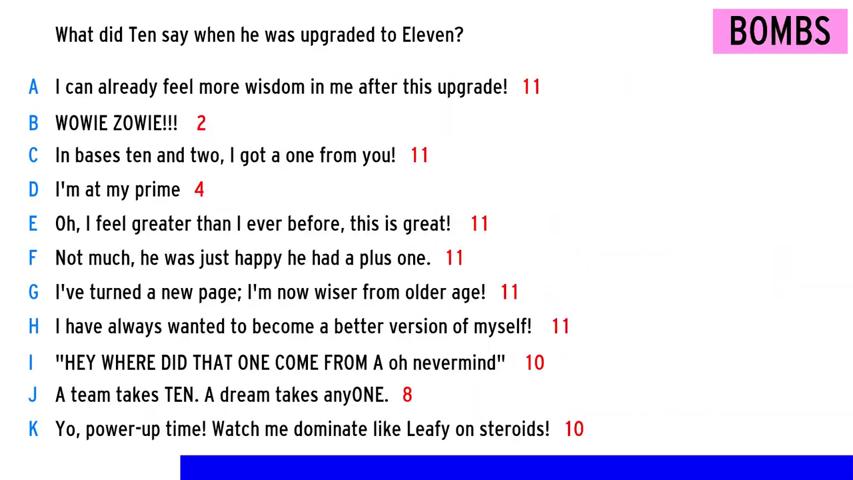 BOMBS
What did Ten say when he was upgraded to Eleven?
A I can already feel more wisdom in me after this upgrade! 11
B WOWIE ZOWIE!!! 2
C In bases ten and two, I got a one from you! 11
D I'm at my prime 4
E Oh, I feel greater than I ever before, this is great! 11
F Not much, he was just happy he had a plus one. 11
G I've turned a new page; I'm now wiser from older age! 11
H I have always wanted to become a better version of myself! 11
I "HEY WHERE DID THAT ONE COME FROM A oh nevermind" 10
J A team takes TEN. A dream takes anyONE. 8
K Yo, power-up time! Watch me dominate like Leafy on steroids! 10